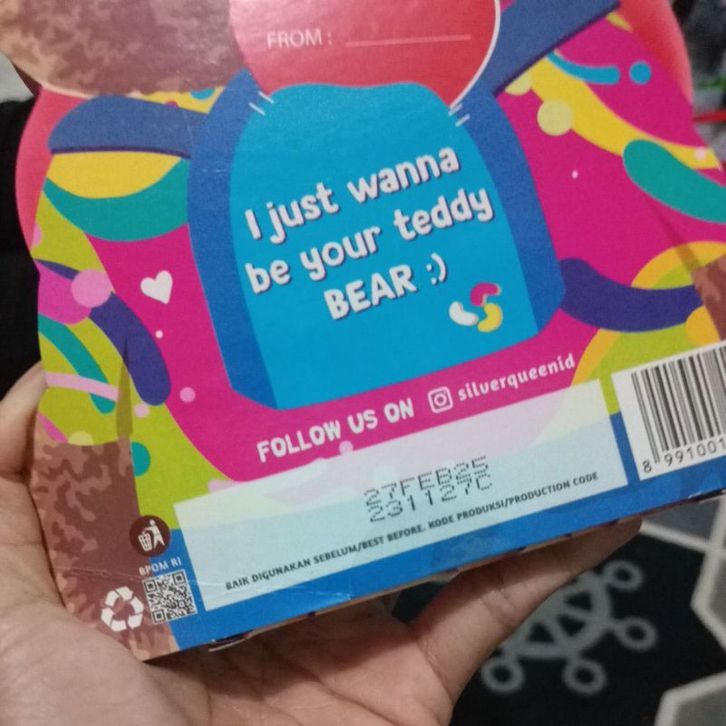 FROM :
I just wanna
be your teddy
BEAR :)
FOLLOW US ON silverqueenid
27FEB25
231127C
BAIK DIGUNAKAN SEBELUM/BEST BEFORE. KODE PRODUKSI/PRODUCTION CODE
8 991001
BPOM RI